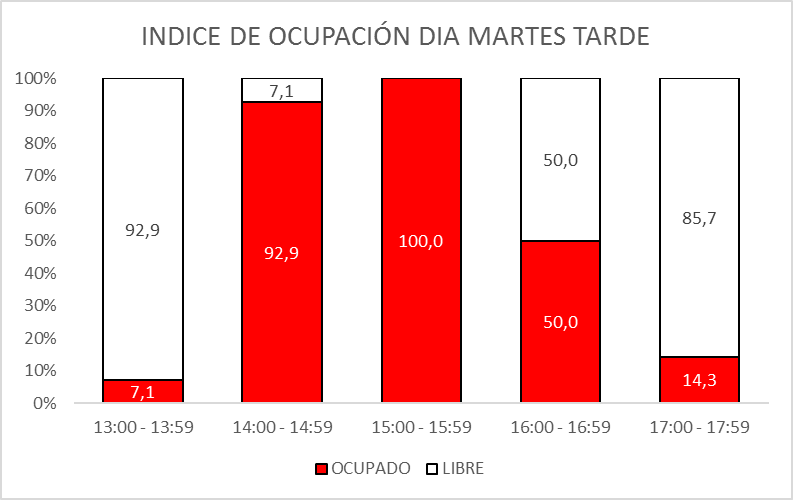 INDICE DE OCUPACIÓN DIA MARTES TARDE
100%
90%
80%
70%
60%
50%
40%
30%
20%
10%
0%
92,9
7,1
7,1
92,9
100,0
50,0
50,0
85,7
14,3
13:00 - 13:59
14:00 - 14:59
15:00 - 15:59
16:00 - 16:59
17:00 - 17:59
OCUPADO
LIBRE